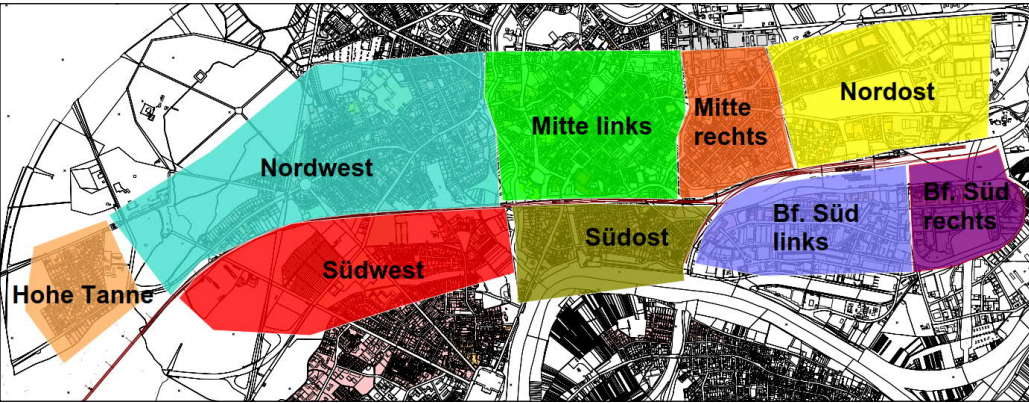 Nordost
Mitte links
Mitte
rechts
Nordwest
Bf. Süd
rechts
Bf. Süd
links
Südost
Südwest
Hohe Tanne